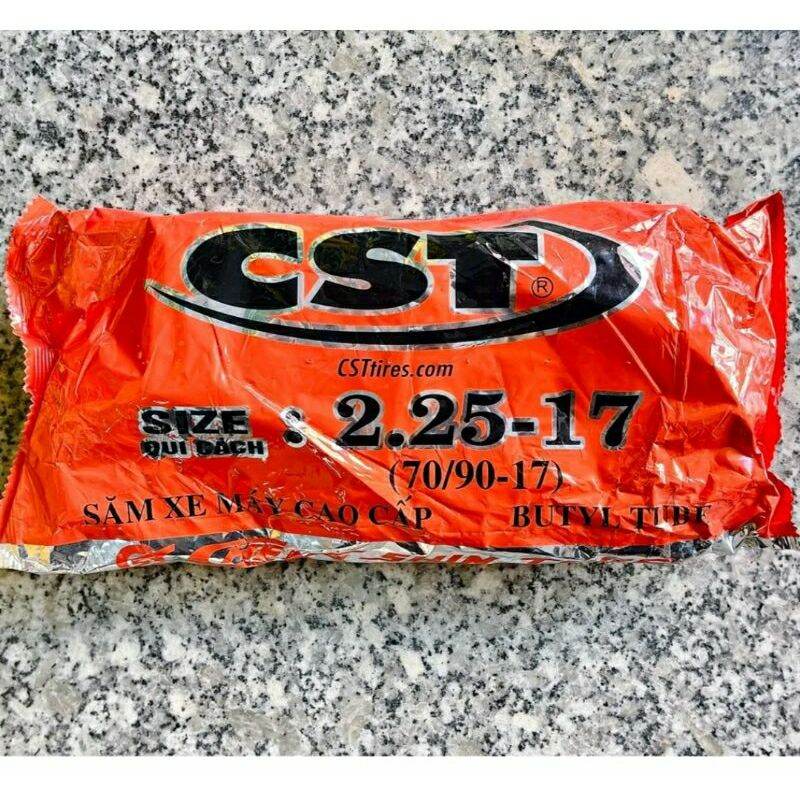 CST®
CSTtires.com
SIZE : 2.25-17
QUI CÁCH
(70/90-17)
SĂM XE MÁY CAO CẤP BUTYL TUBE